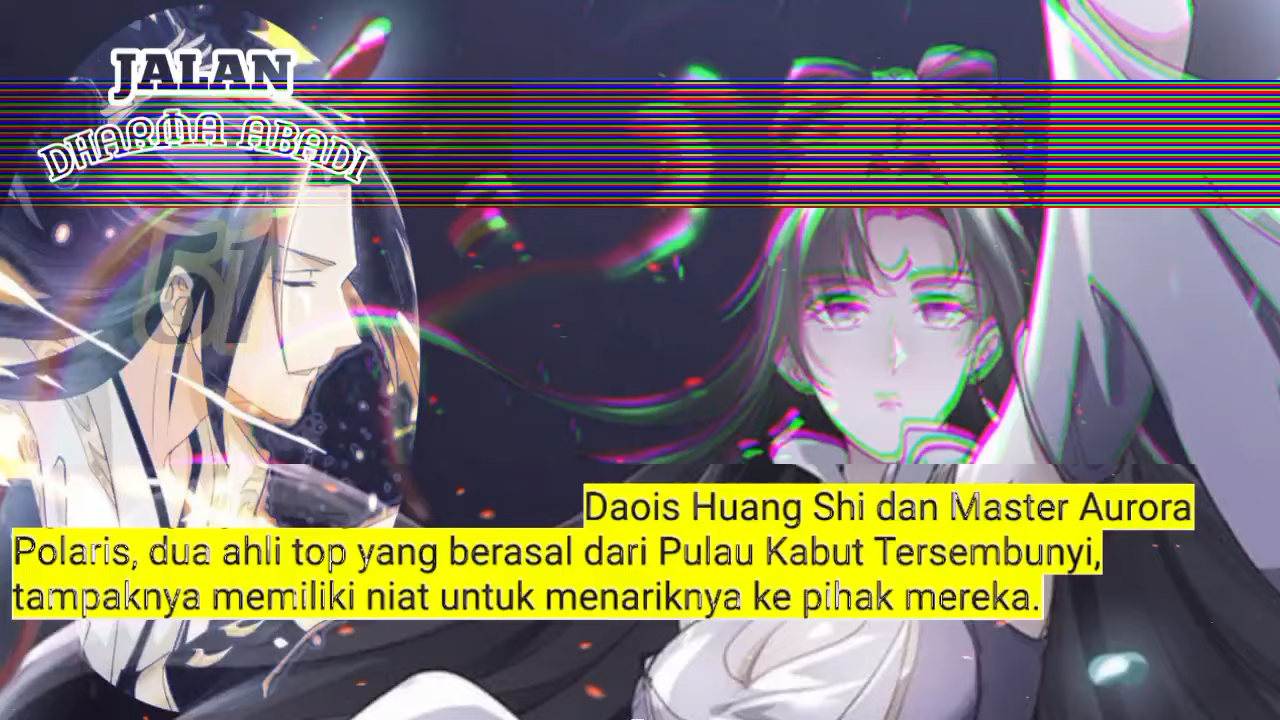 JALAN
DHARMA ABADI
51
Daois Huang Shi dan Master Aurora
Polaris, dua ahli top yang berasal dari Pulau Kabut Tersembunyi,
tampaknya memiliki niat untuk menariknya ke pihak mereka.